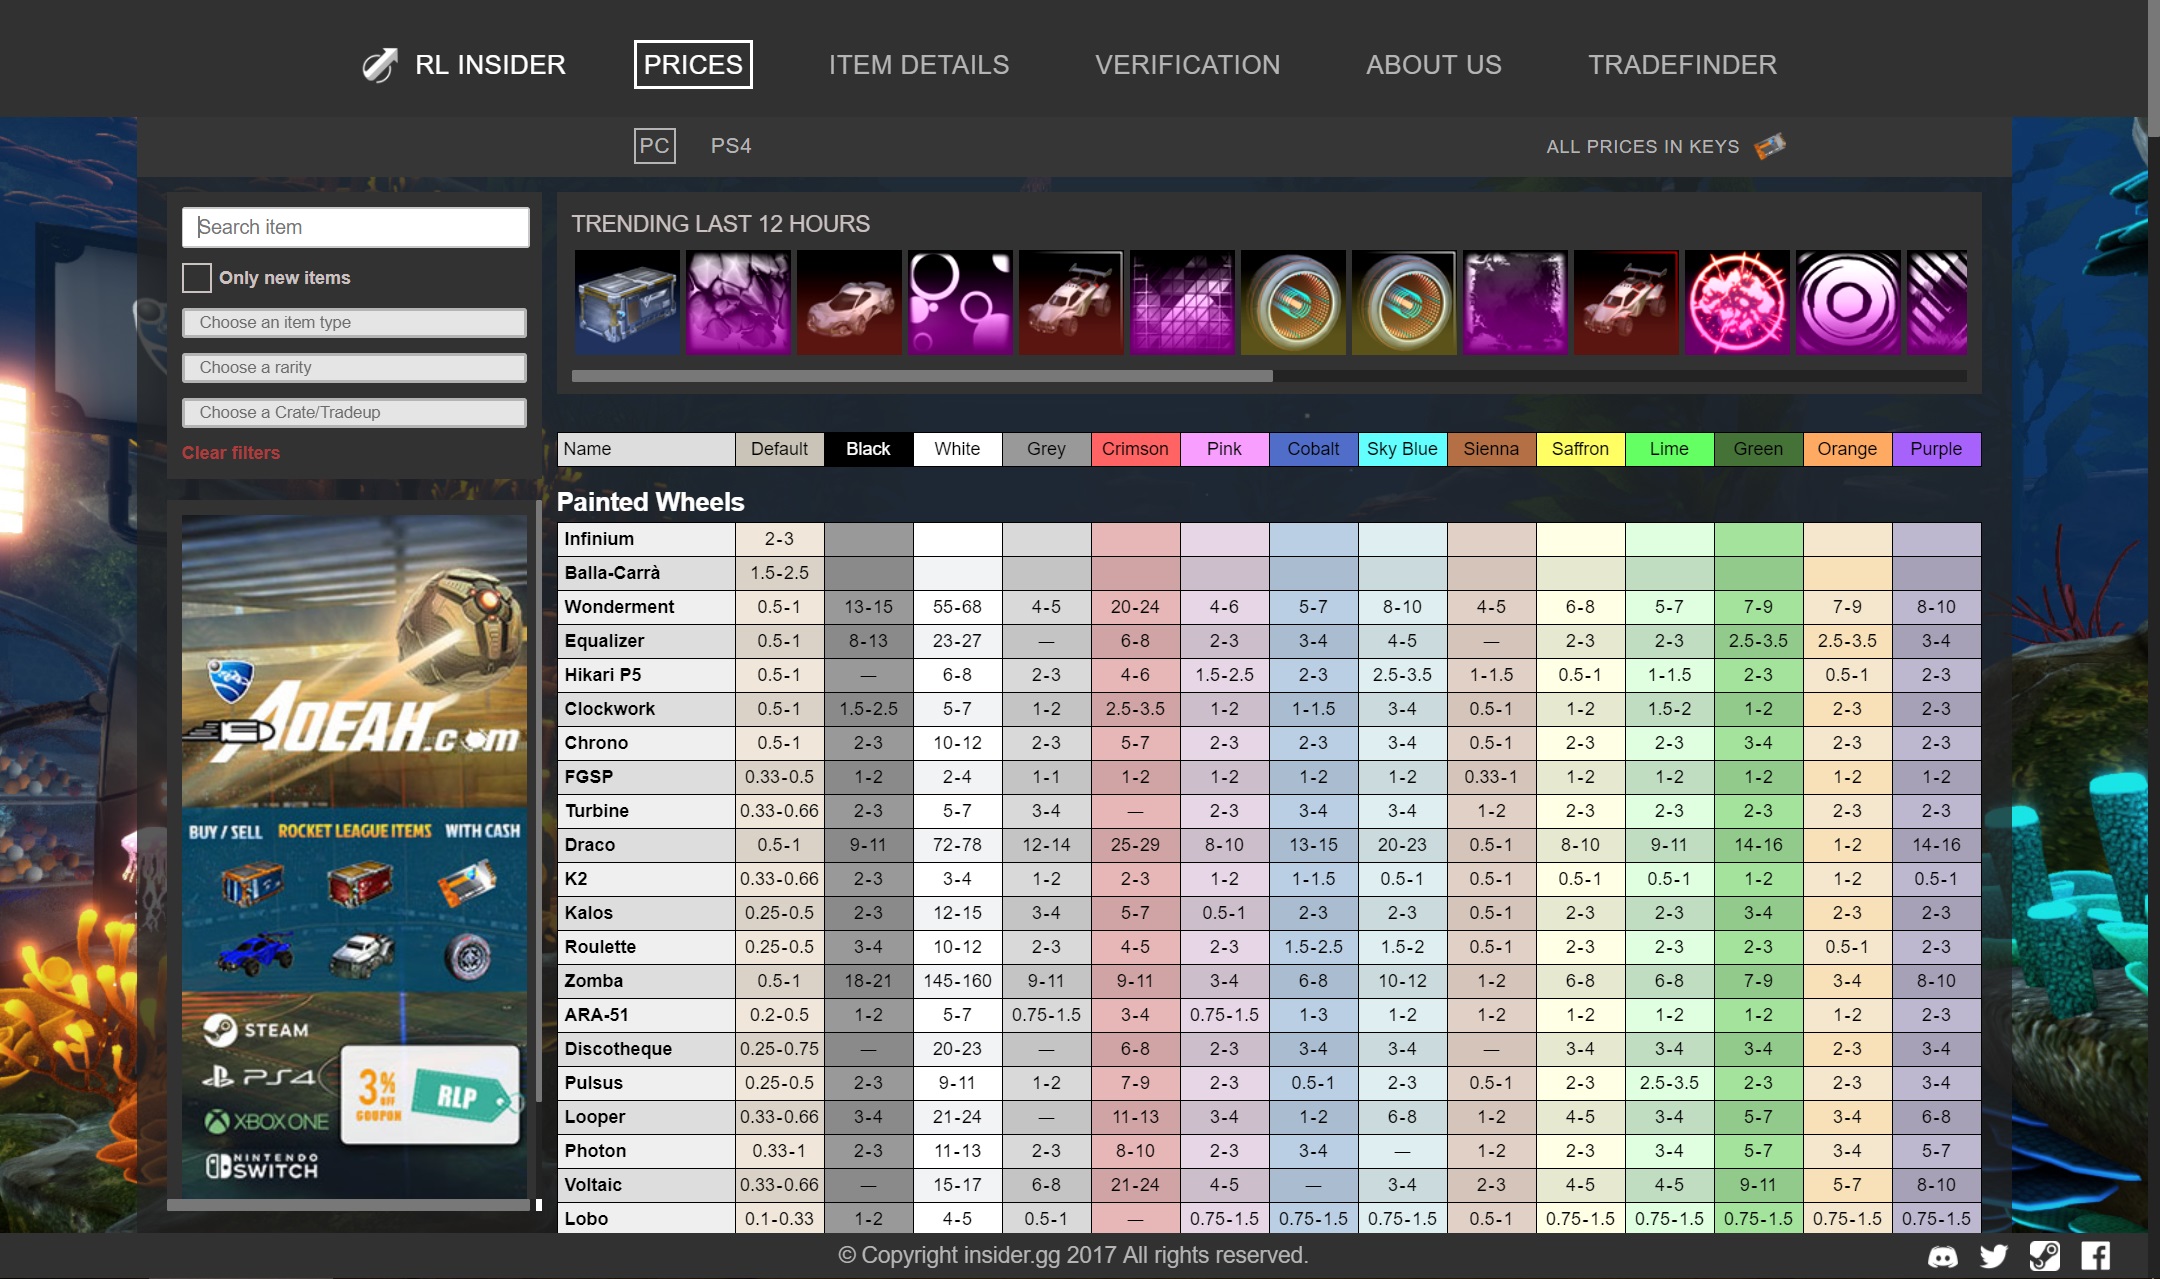 RL INSIDER PRICES ITEM DETAILS VERIFICATION ABOUT US TRADEFINDER
PC PS4 ALL PRICES IN KEYS
Search item
Only new items
Choose an item type
Choose a rarity
Choose a Crate/Tradeup
Clear filters
AOEAH.com
BUY / SELL ROCKET LEAGUE ITEMS WITH CASH
STEAM
PS4
XBOX ONE
NINTENDO
SWITCH
3% OFF
COUPON
RLP
TRENDING LAST 12 HOURS
Name Default Black White Grey Crimson Pink Cobalt Sky Blue Sienna Saffron Lime Green Orange Purple
Painted Wheels
Infinium 2-3
Balla-Carrà 1.5-2.5
Wonderment 0.5-1 13-15 55-68 4-5 20-24 4-6 5-7 8-10 4-5 6-8 5-7 7-9 7-9 8-10
Equalizer 0.5-1 8-13 23-27 — 6-8 2-3 3-4 4-5 — 2-3 2-3 2.5-3.5 2.5-3.5 3-4
Hikari P5 0.5-1 — 6-8 2-3 4-6 1.5-2.5 2-3 2.5-3.5 1-1.5 0.5-1 1-1.5 2-3 0.5-1 2-3
Clockwork 0.5-1 1.5-2.5 5-7 1-2 2.5-3.5 1-2 1-1.5 3-4 0.5-1 1-2 1.5-2 1-2 2-3 2-3
Chrono 0.5-1 2-3 10-12 2-3 5-7 2-3 2-3 3-4 0.5-1 2-3 2-3 3-4 2-3 2-3
FGSP 0.33-0.5 1-2 2-4 1-1 1-2 1-2 1-2 1-2 0.33-1 1-2 1-2 1-2 1-2 1-2
Turbine 0.33-0.66 2-3 5-7 3-4 — 2-3 3-4 3-4 1-2 2-3 2-3 2-3 2-3 2-3
Draco 0.5-1 9-11 72-78 12-14 25-29 8-10 13-15 20-23 0.5-1 8-10 9-11 14-16 1-2 14-16
K2 0.33-0.66 2-3 3-4 1-2 2-3 1-2 1-1.5 0.5-1 0.5-1 0.5-1 0.5-1 1-2 1-2 0.5-1
Kalos 0.25-0.5 2-3 12-15 3-4 5-7 0.5-1 2-3 2-3 0.5-1 2-3 2-3 3-4 2-3 2-3
Roulette 0.25-0.5 3-4 10-12 2-3 4-5 2-3 1.5-2.5 1.5-2 0.5-1 2-3 2-3 2-3 0.5-1 2-3
Zomba 0.5-1 18-21 145-160 9-11 9-11 3-4 6-8 10-12 1-2 6-8 6-8 7-9 3-4 8-10
ARA-51 0.2-0.5 1-2 5-7 0.75-1.5 3-4 0.75-1.5 1-3 1-2 1-2 1-2 1-2 1-2 1-2 2-3
Discotheque 0.25-0.75 — 20-23 — 6-8 2-3 3-4 3-4 — 3-4 3-4 3-4 2-3 3-4
Pulsus 0.25-0.5 2-3 9-11 1-2 7-9 2-3 0.5-1 2-3 0.5-1 2-3 2.5-3.5 2-3 2-3 3-4
Looper 0.33-0.66 3-4 21-24 — 11-13 3-4 1-2 6-8 1-2 4-5 3-4 5-7 3-4 6-8
Photon 0.33-1 2-3 11-13 2-3 8-10 2-3 3-4 — 1-2 2-3 3-4 5-7 3-4 5-7
Voltaic 0.33-0.66 — 15-17 6-8 21-24 4-5 — 3-4 2-3 4-5 4-5 9-11 5-7 8-10
Lobo 0.1-0.33 1-2 4-5 0.5-1 — 0.75-1.5 0.75-1.5 0.75-1.5 0.5-1 0.75-1.5 0.75-1.5 0.75-1.5 0.75-1.5 0.75-1.5
© Copyright insider.gg 2017 All rights reserved.